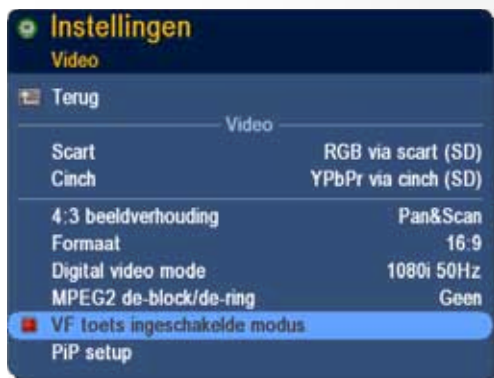 Instellingen
Video
Terug
Video
Scart RGB via scart (SD)
Cinch YPbPr via cinch (SD)
4:3 beeldverhouding Pan&Scan
Formaat 16:9
Digital video mode 1080i 50Hz
MPEG2 de-block/de-ring Geen
VF toets ingeschakelde modus
PiP setup